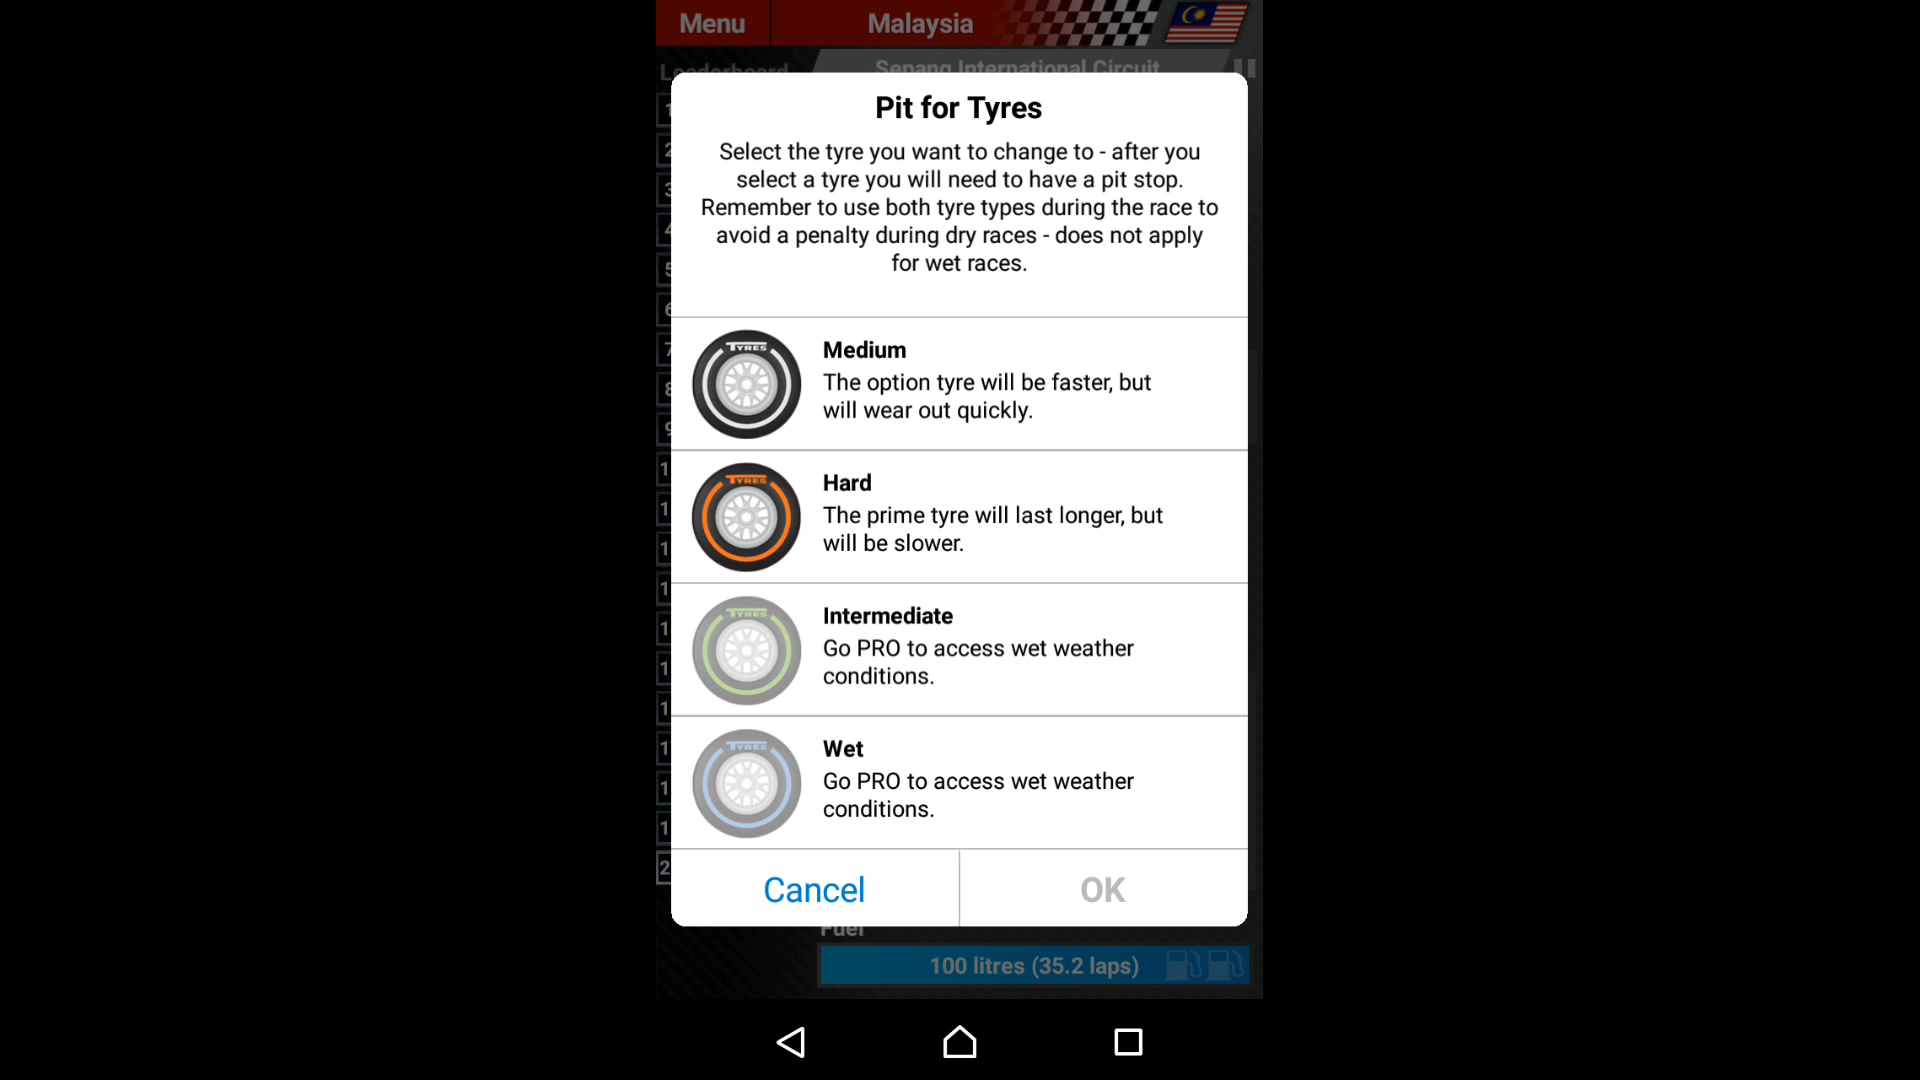 Menu
Malaysia
Leaderboard
Sepang International Circuit
Pit for Tyres
Select the tyre you want to change to - after you
select a tyre you will need to have a pit stop.
Remember to use both tyre types during the race to
avoid a penalty during dry races - does not apply
for wet races.
TYRES
Medium
The option tyre will be faster, but
will wear out quickly.
TYRES
Hard
The prime tyre will last longer, but
will be slower.
TYRES
Intermediate
Go PRO to access wet weather
conditions.
TYRES
Wet
Go PRO to access wet weather
conditions.
Cancel
OK
Fuel
100 litres (35.2 laps)